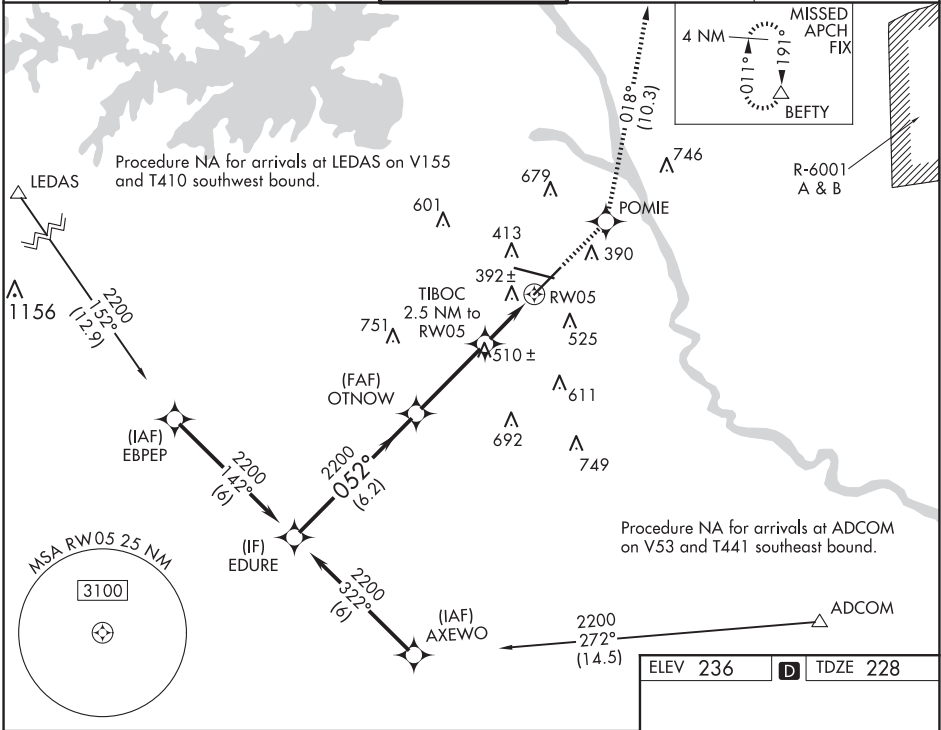 MISSED
APCH
FIX
4 NM
011°
191°
BEFTY
018°
(10.3)
R-6001
A & B
Procedure NA for arrivals at LEDAS on V155
and T410 southwest bound.
LEDAS
746
679
601
POMIE
413
390
392 ±
RW05
TIBOC
2.5 NM to
RW05
1156
2200
152°
(12.9)
751
525
510 ±
(FAF)
OTNOW
611
692
749
(IAF)
EBPEP
2200
142°
(6)
2200
052°
(6.2)
(IF)
EDURE
Procedure NA for arrivals at ADCOM
on V53 and T441 southeast bound.
MSA RW05 25 NM
3100
2200
322°
(6)
(IAF)
AXEWO
2200
272°
(14.5)
ADCOM
ELEV 236 D TDZE 228